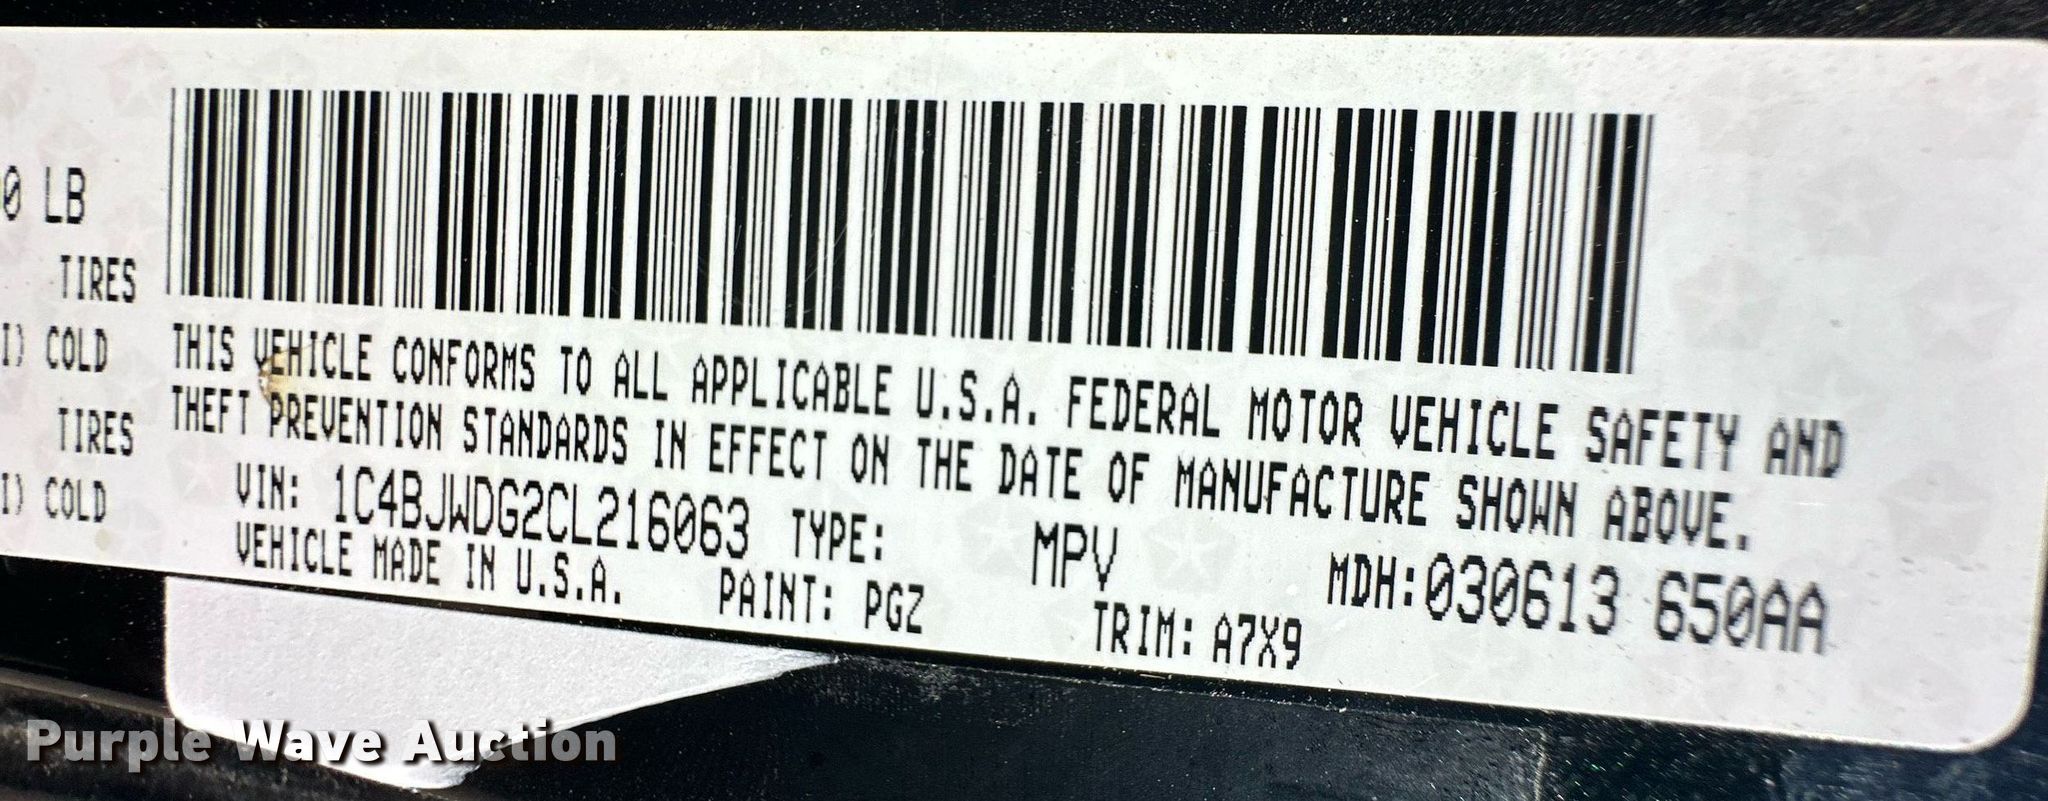 0 LB
TIRES
I) COLD
TIRES
I) COLD
THIS VEHICLE CONFORMS TO ALL APPLICABLE U.S.A. FEDERAL MOTOR VEHICLE SAFETY AND
THEFT PREVENTION STANDARDS IN EFFECT ON THE DATE OF MANUFACTURE SHOWN ABOVE.
VIN: 1C4BJWDG2CL216063 TYPE: MPV MDH:030613 650AA
VEHICLE MADE IN U.S.A. PAINT: PGZ TRIM: A7X9
Purple Wave Auction